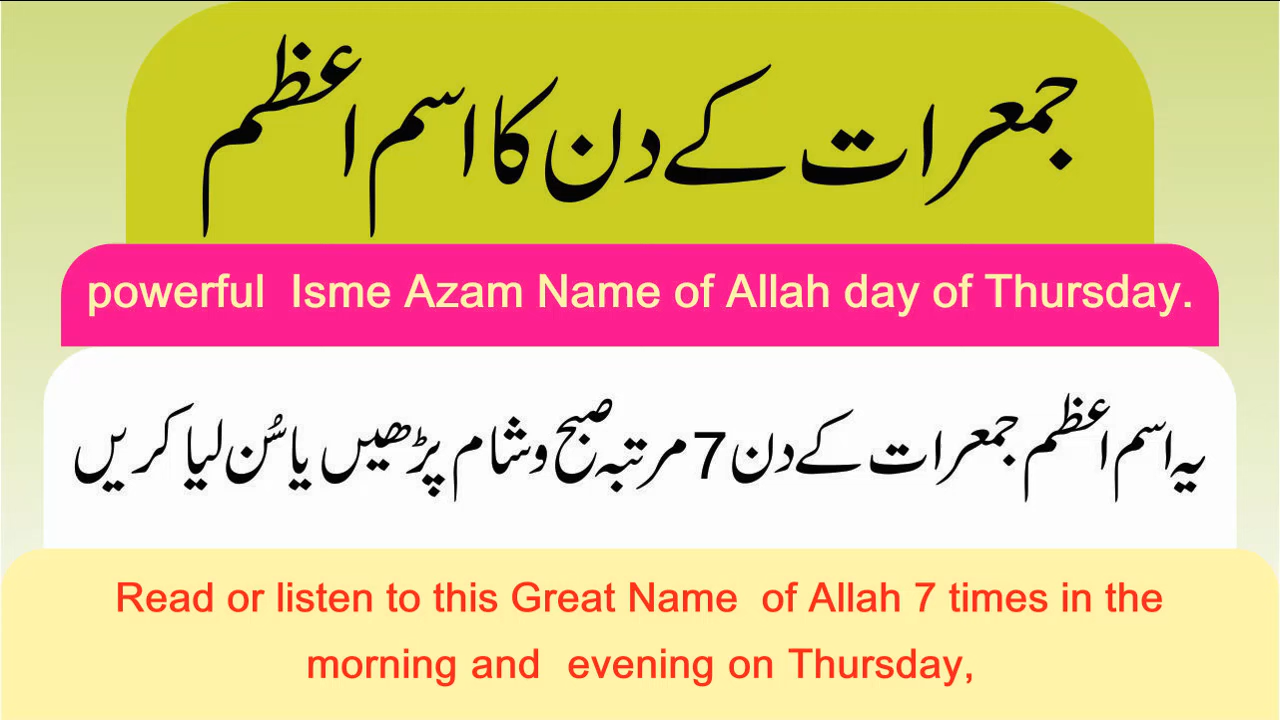 جمعرات کے دن کا اسم اعظم
powerful  Isme Azam Name of Allah day of Thursday.
یہ اسم اعظم جمعرات کے دن 7 مرتبہ صبح و شام پڑھیں یا سُن لیا کریں
Read or listen to this Great Name  of Allah 7 times in the
morning and  evening on Thursday,